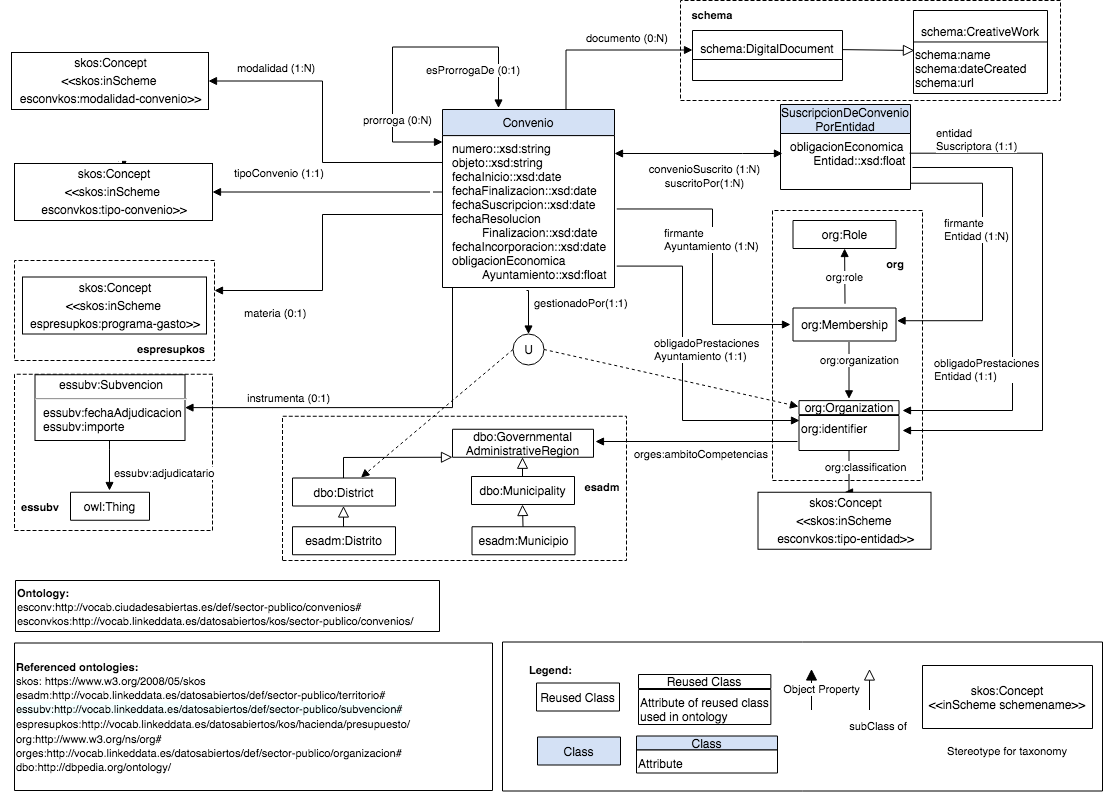 schema
schema:DigitalDocument
schema:CreativeWork
schema:name
schema:dateCreated
schema:url
documento (0:N)
skos:Concept
<<skos:inScheme
esconvkos:modalidad-convenio>>
modalidad (1:N)
esProrrogaDe (0:1)
prorroga (0:N)
Convenio
numero::xsd:string
objeto::xsd:string
fechaInicio::xsd:date
fechaFinalizacion::xsd:date
fechaSuscripcion::xsd:date
fechaResolucion
Finalizacion::xsd:date
fechaIncorporacion::xsd:date
obligacionEconomica
Ayuntamiento::xsd:float
SuscripcionDeConvenio
PorEntidad
obligacionEconomica
Entidad::xsd:float
entidad
Suscriptora (1:1)
convenioSuscrito (1:N)
suscritoPor(1:N)
skos:Concept
<<skos:inScheme
esconvkos:tipo-convenio>>
tipoConvenio (1:1)
firmante
Ayuntamiento (1:N)
firmante
Entidad (1:N)
org:Role
org
org:role
org:Membership
org:organization
org:Organization
org:identifier
org:classification
skos:Concept
<<skos:inScheme
espresupkos:programa-gasto>>
espresupkos
materia (0:1)
gestionadoPor(1:1)
U
obligadoPrestaciones
Ayuntamiento (1:1)
obligadoPrestaciones
Entidad (1:1)
essubv:Subvencion
essubv:fechaAdjudicacion
essubv:importe
essubv:adjudicatario
essubv
owl:Thing
instrumenta (0:1)
dbo:Governmental
AdministrativeRegion
orges:ambitoCompetencias
dbo:District
dbo:Municipality
esadm
esadm:Distrito
esadm:Municipio
skos:Concept
<<skos:inScheme
esconvkos:tipo-entidad>>
Ontology:
esconv:http://vocab.ciudadesabiertas.es/def/sector-publico/convenios#
esconvkos:http://vocab.linkeddata.es/datosabiertos/kos/sector-publico/convenios/
Referenced ontologies:
skos: https://www.w3.org/2008/05/skos
esadm:http://vocab.linkeddata.es/datosabiertos/def/sector-publico/territorio#
essubv:http://vocab.linkeddata.es/datosabiertos/def/sector-publico/subvencion#
espresupkos:http://vocab.linkeddata.es/datosabiertos/kos/hacienda/presupuesto/
org:http://www.w3.org/ns/org#
orges:http://vocab.linkeddata.es/datosabiertos/def/sector-publico/organizacion#
dbo:http://dbpedia.org/ontology/
Legend:
Reused Class
Reused Class
Attribute of reused class
used in ontology
Class
Class
Attribute
Object Property
subClass of
skos:Concept
<<inScheme schemename>>
Stereotype for taxonomy